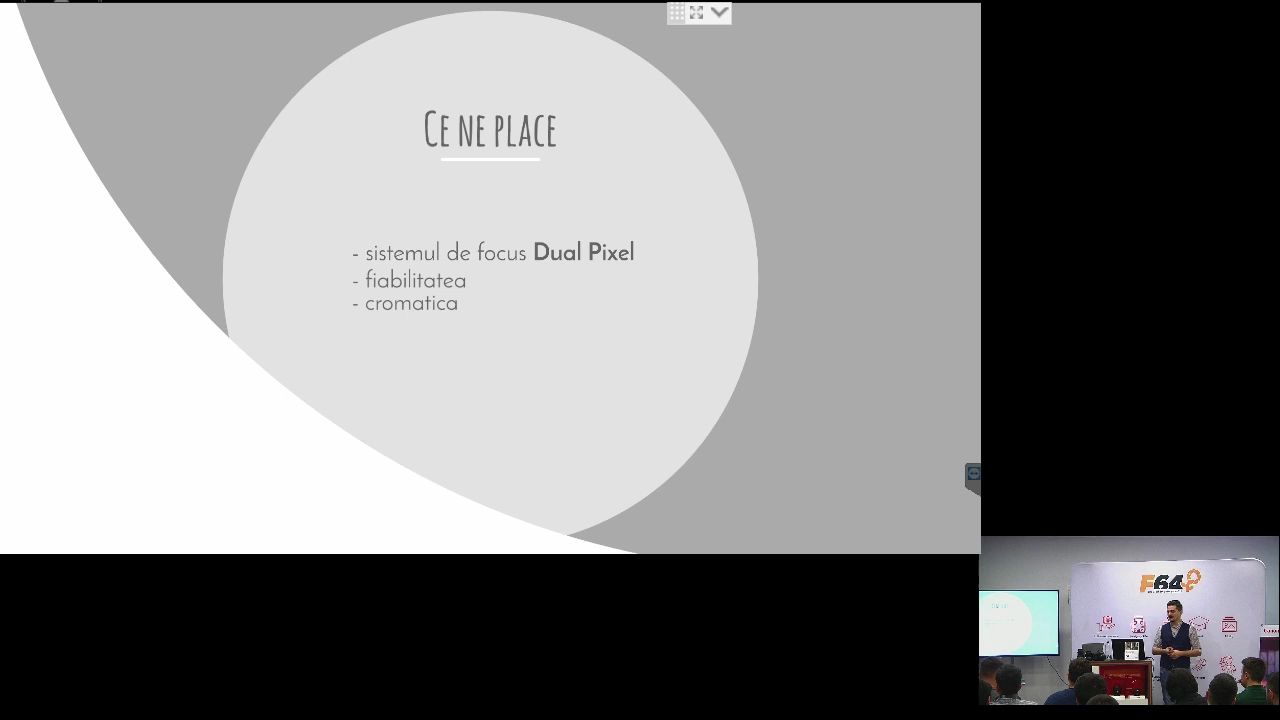 Ce ne place
- sistemul de focus Dual Pixel
- fiabilitatea
- cromatica
F64